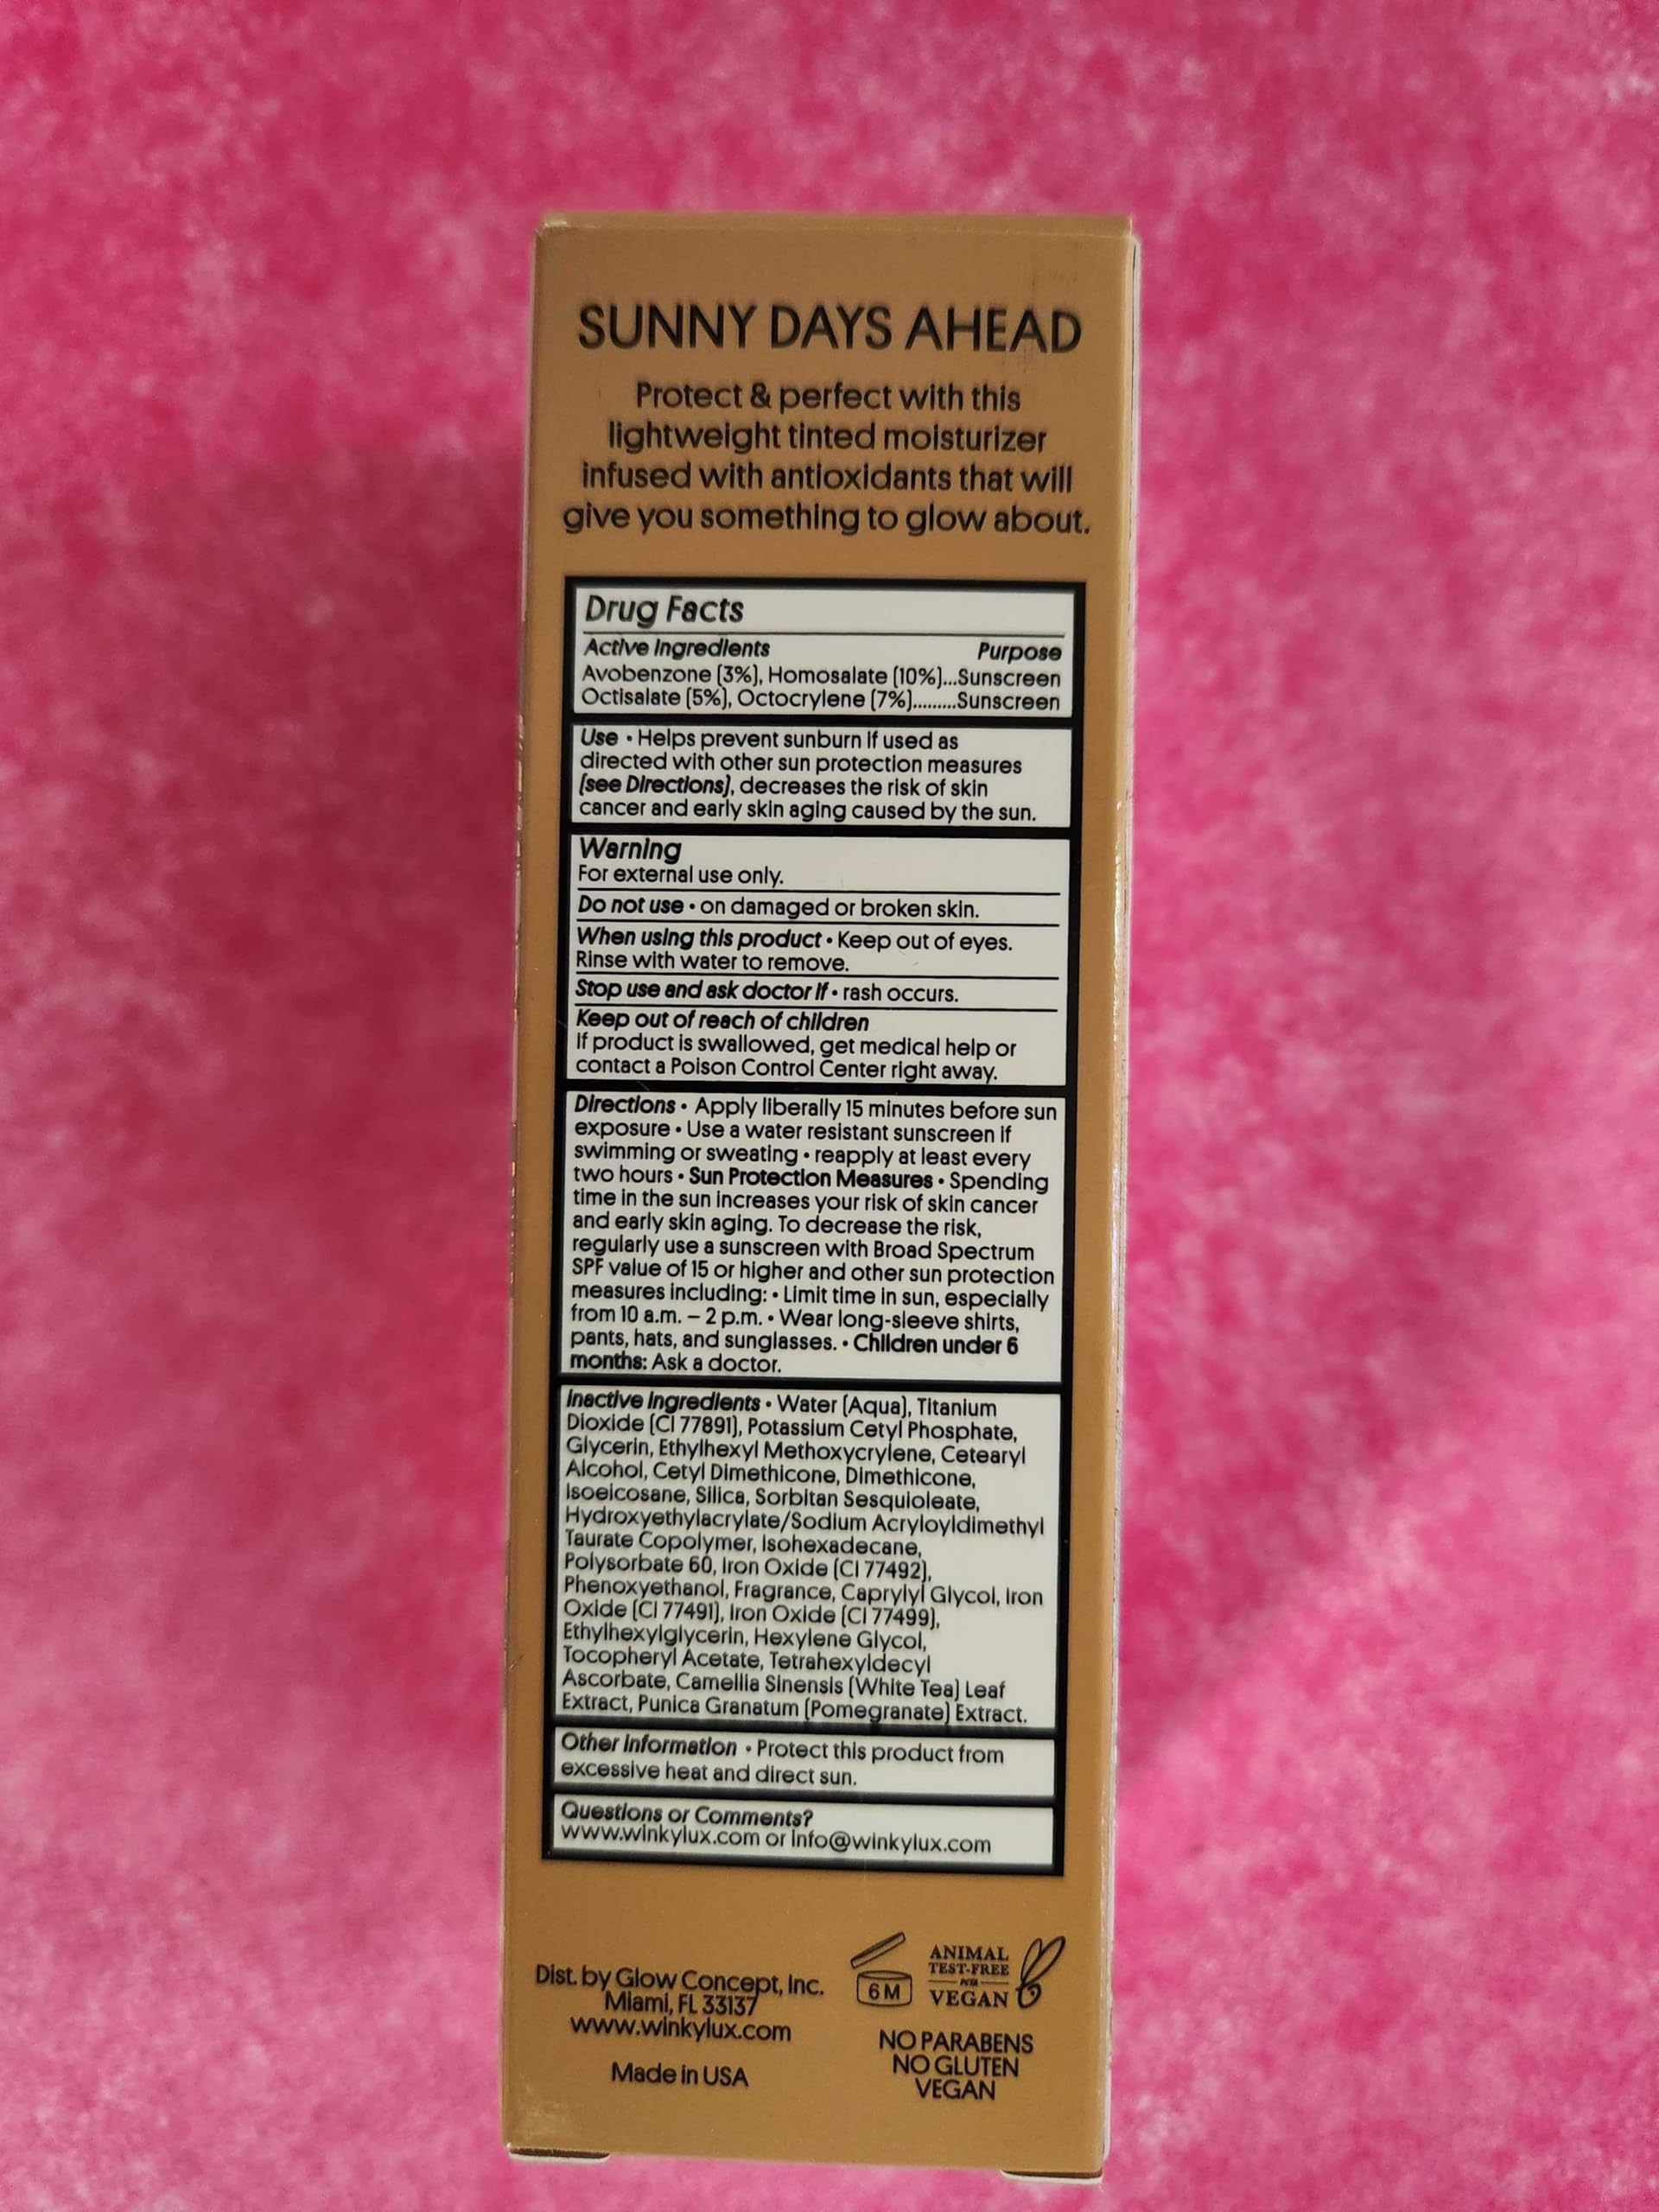 SUNNY DAYS AHEAD
Protect & perfect with this
lightweight tinted moisturizer
infused with antioxidants that will
give you something to glow about.
Drug Facts
Active Ingredients Purpose
Avobenzone (3%), Homosalate (10%)...Sunscreen
Octisalate (5%), Octocrylene (7%).........Sunscreen
Use • Helps prevent sunburn if used as
directed with other sun protection measures
(see Directions), decreases the risk of skin
cancer and early skin aging caused by the sun.
Warning
For external use only.
Do not use • on damaged or broken skin.
When using this product • Keep out of eyes.
Rinse with water to remove.
Stop use and ask doctor if • rash occurs.
Keep out of reach of children
If product is swallowed, get medical help or
contact a Poison Control Center right away.
Directions • Apply liberally 15 minutes before sun
exposure • Use a water resistant sunscreen if
swimming or sweating • reapply at least every
two hours • Sun Protection Measures • Spending
time in the sun increases your risk of skin cancer
and early skin aging. To decrease the risk,
regularly use a sunscreen with Broad Spectrum
SPF value of 15 or higher and other sun protection
measures including: • Limit time in sun, especially
from 10 a.m. – 2 p.m. • Wear long-sleeve shirts,
pants, hats, and sunglasses. • Children under 6
months: Ask a doctor.
Inactive Ingredients • Water (Aqua), Titanium
Dioxide (CI 77891), Potassium Cetyl Phosphate,
Glycerin, Ethylhexyl Methoxycrylene, Cetearyl
Alcohol, Cetyl Dimethicone, Dimethicone,
Isoeicosane, Silica, Sorbitan Sesquioleate,
Hydroxyethylacrylate/Sodium Acryloyldimethyl
Taurate Copolymer, Isohexadecane,
Polysorbate 60, Iron Oxide (CI 77492),
Phenoxyethanol, Fragrance, Caprylyl Glycol, Iron
Oxide (CI 77491), Iron Oxide (CI 77499),
Ethylhexylglycerin, Hexylene Glycol,
Tocopheryl Acetate, Tetrahexyldecyl
Ascorbate, Camellia Sinensis (White Tea) Leaf
Extract, Punica Granatum (Pomegranate) Extract.
Other Information • Protect this product from
excessive heat and direct sun.
Questions or Comments?
www.winkylux.com or info@winkylux.com
Dist. by Glow Concept, Inc.
Miami, FL 33137
www.winkylux.com
Made in USA
6M
ANIMAL
TEST-FREE
PETA
VEGAN
NO PARABENS
NO GLUTEN
VEGAN